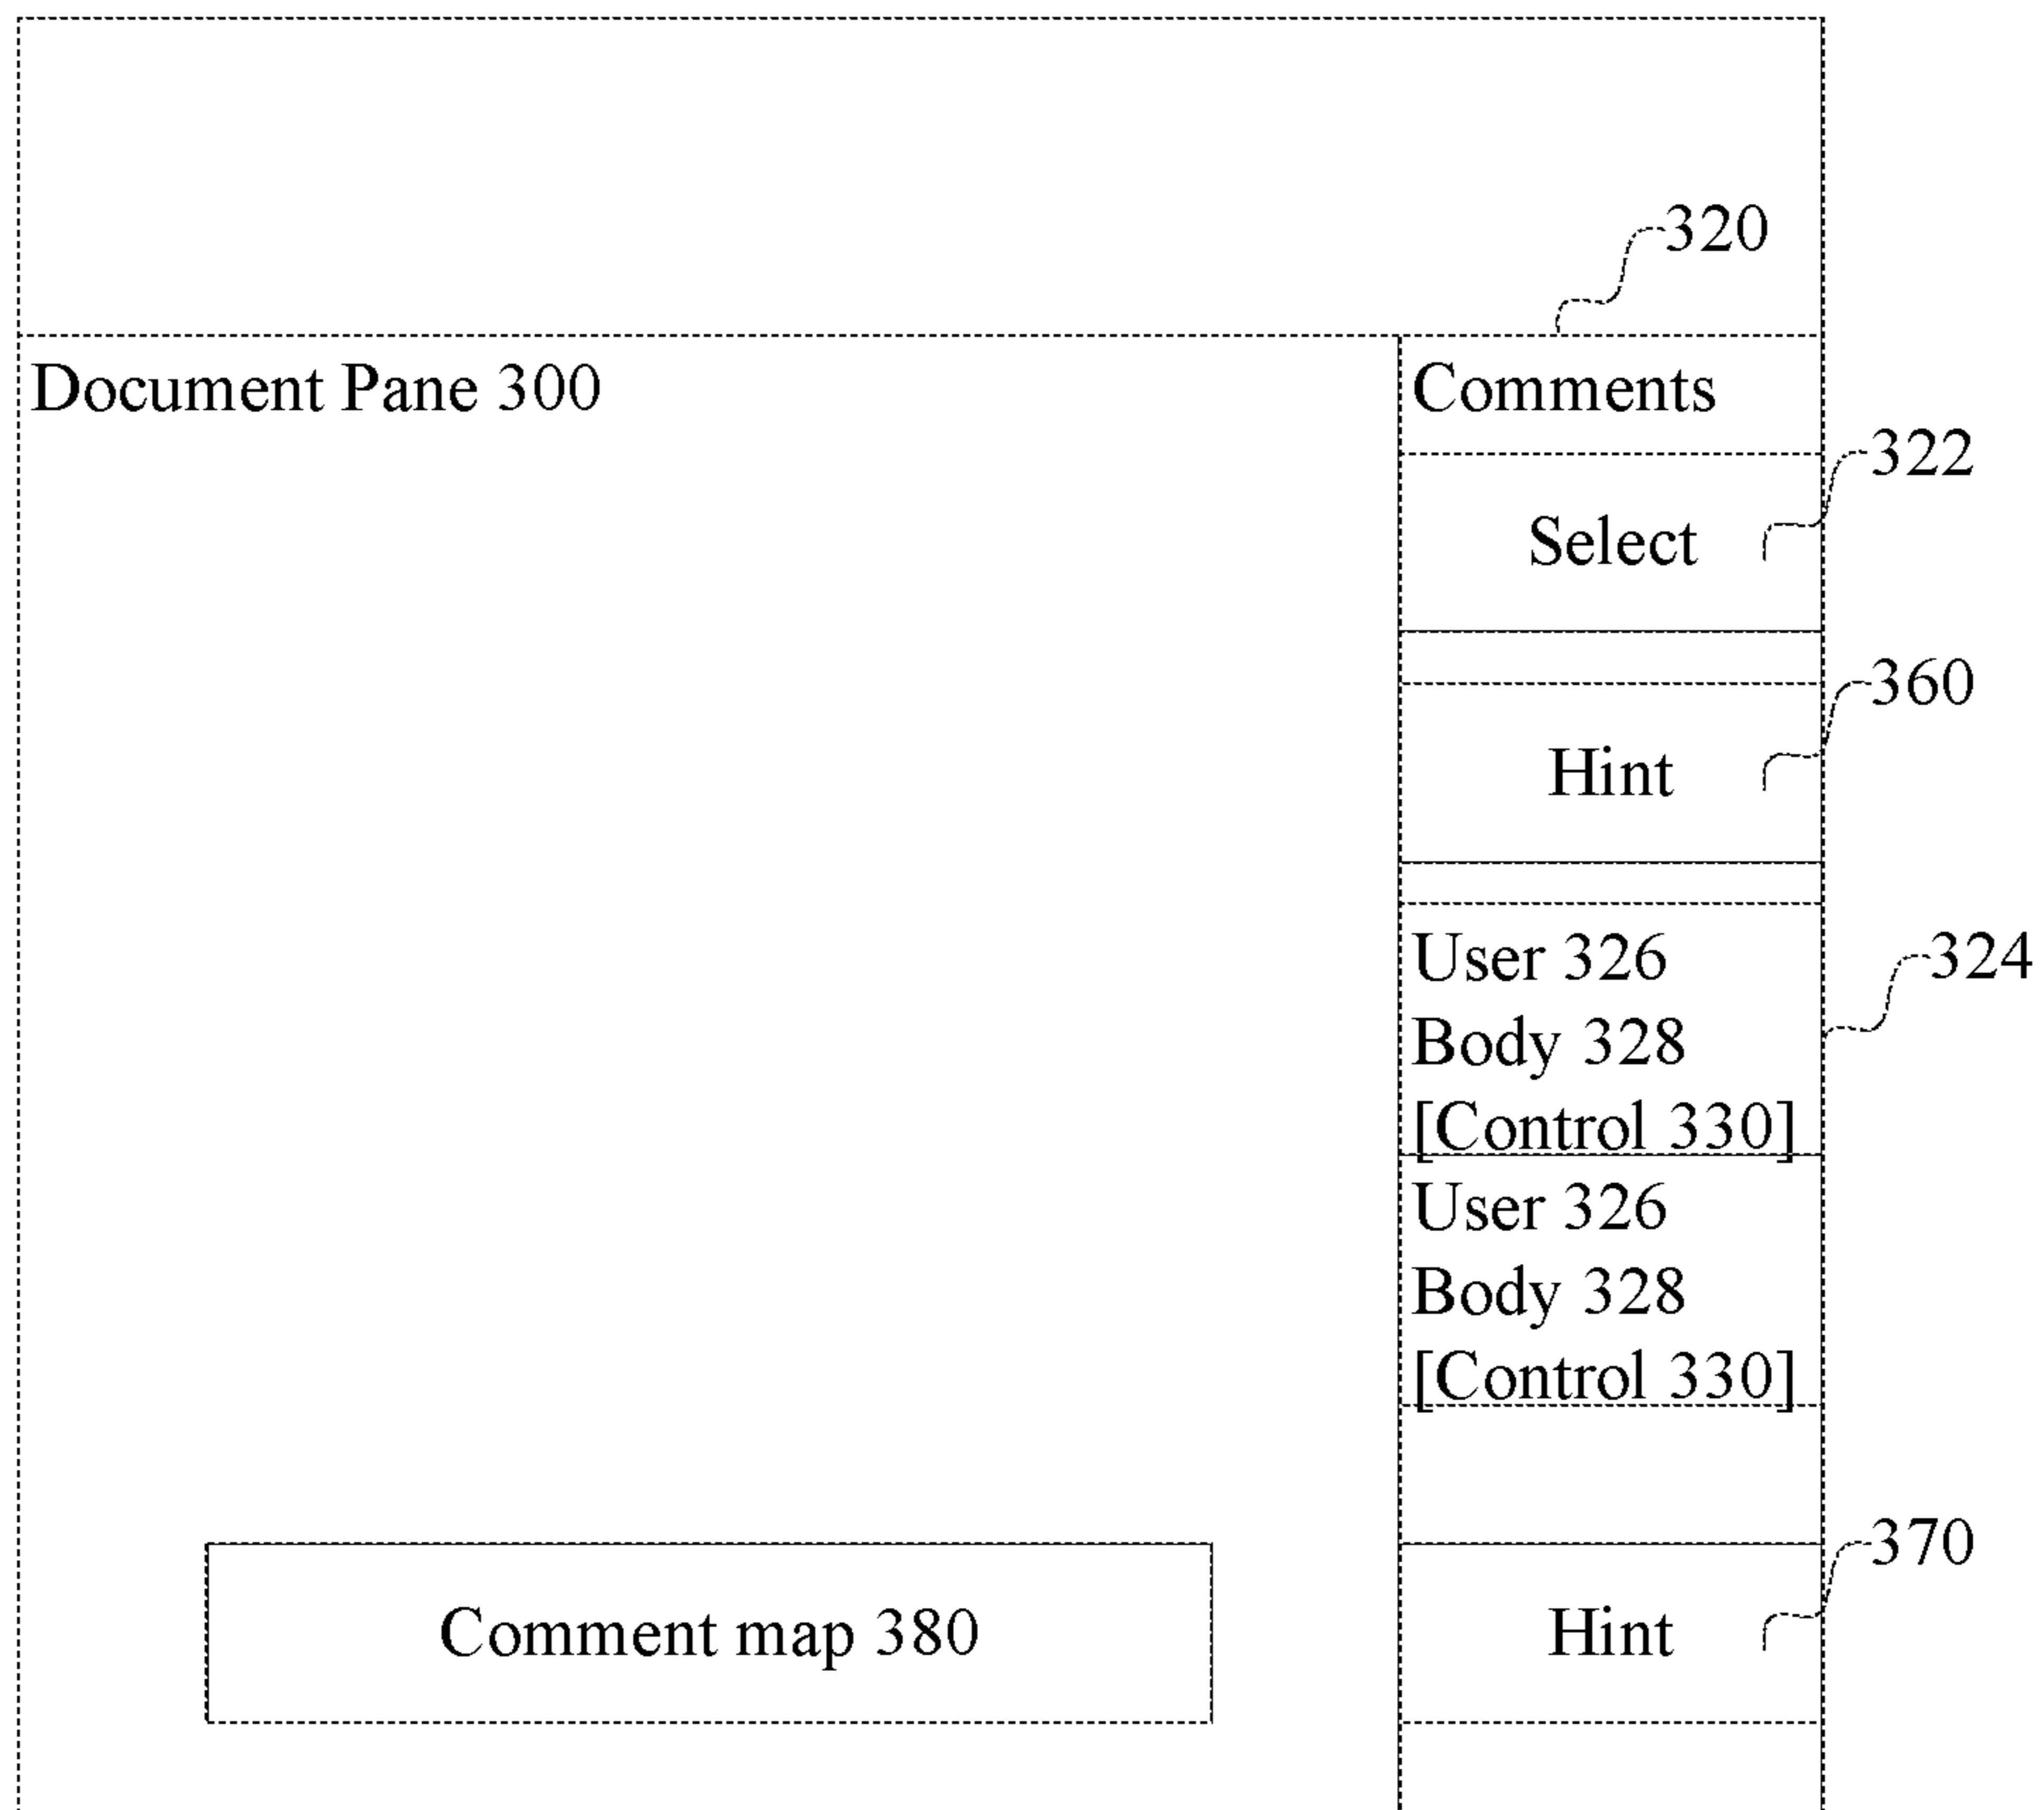 320
Document Pane 300
Comments
322
Select
360
Hint
User 326
324
Body 328
[Control 330]
User 326
Body 328
[Control 330]
370
Comment map 380
Hint